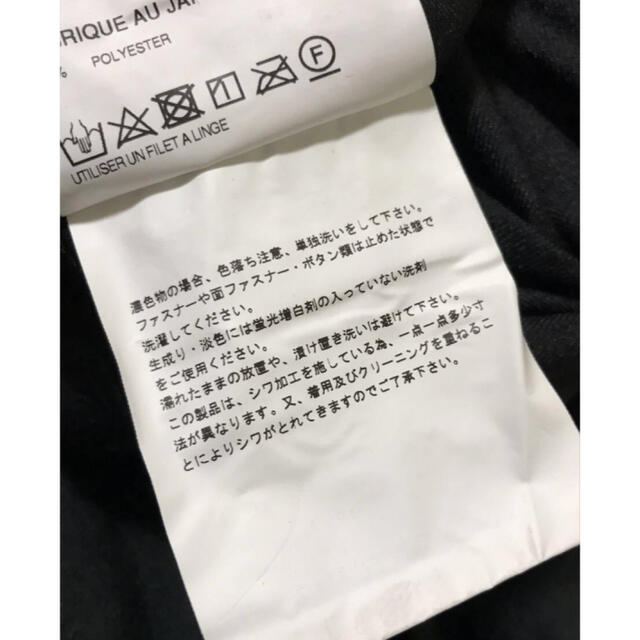 BRIQUE AU JAP
% POLYESTER
F
UTILISER UN FILET A LINGE
濃色物の場合、色落ち注意、単独洗いをして下さい。
ファスナーや面ファスナー・ボタン類は止めた状態で
洗濯してください。
生成り・淡色には蛍光増白剤の入っていない洗剤
をご使用ください。
濡れたままの放置や、漬け置き洗いは避けて下さい。
この製品は、シワ加工を施している為、一点一点多少寸
法が異なります。又、着用及びクリーニングを重ねるこ
とによりシワがとれてきますのでご了承下さい。